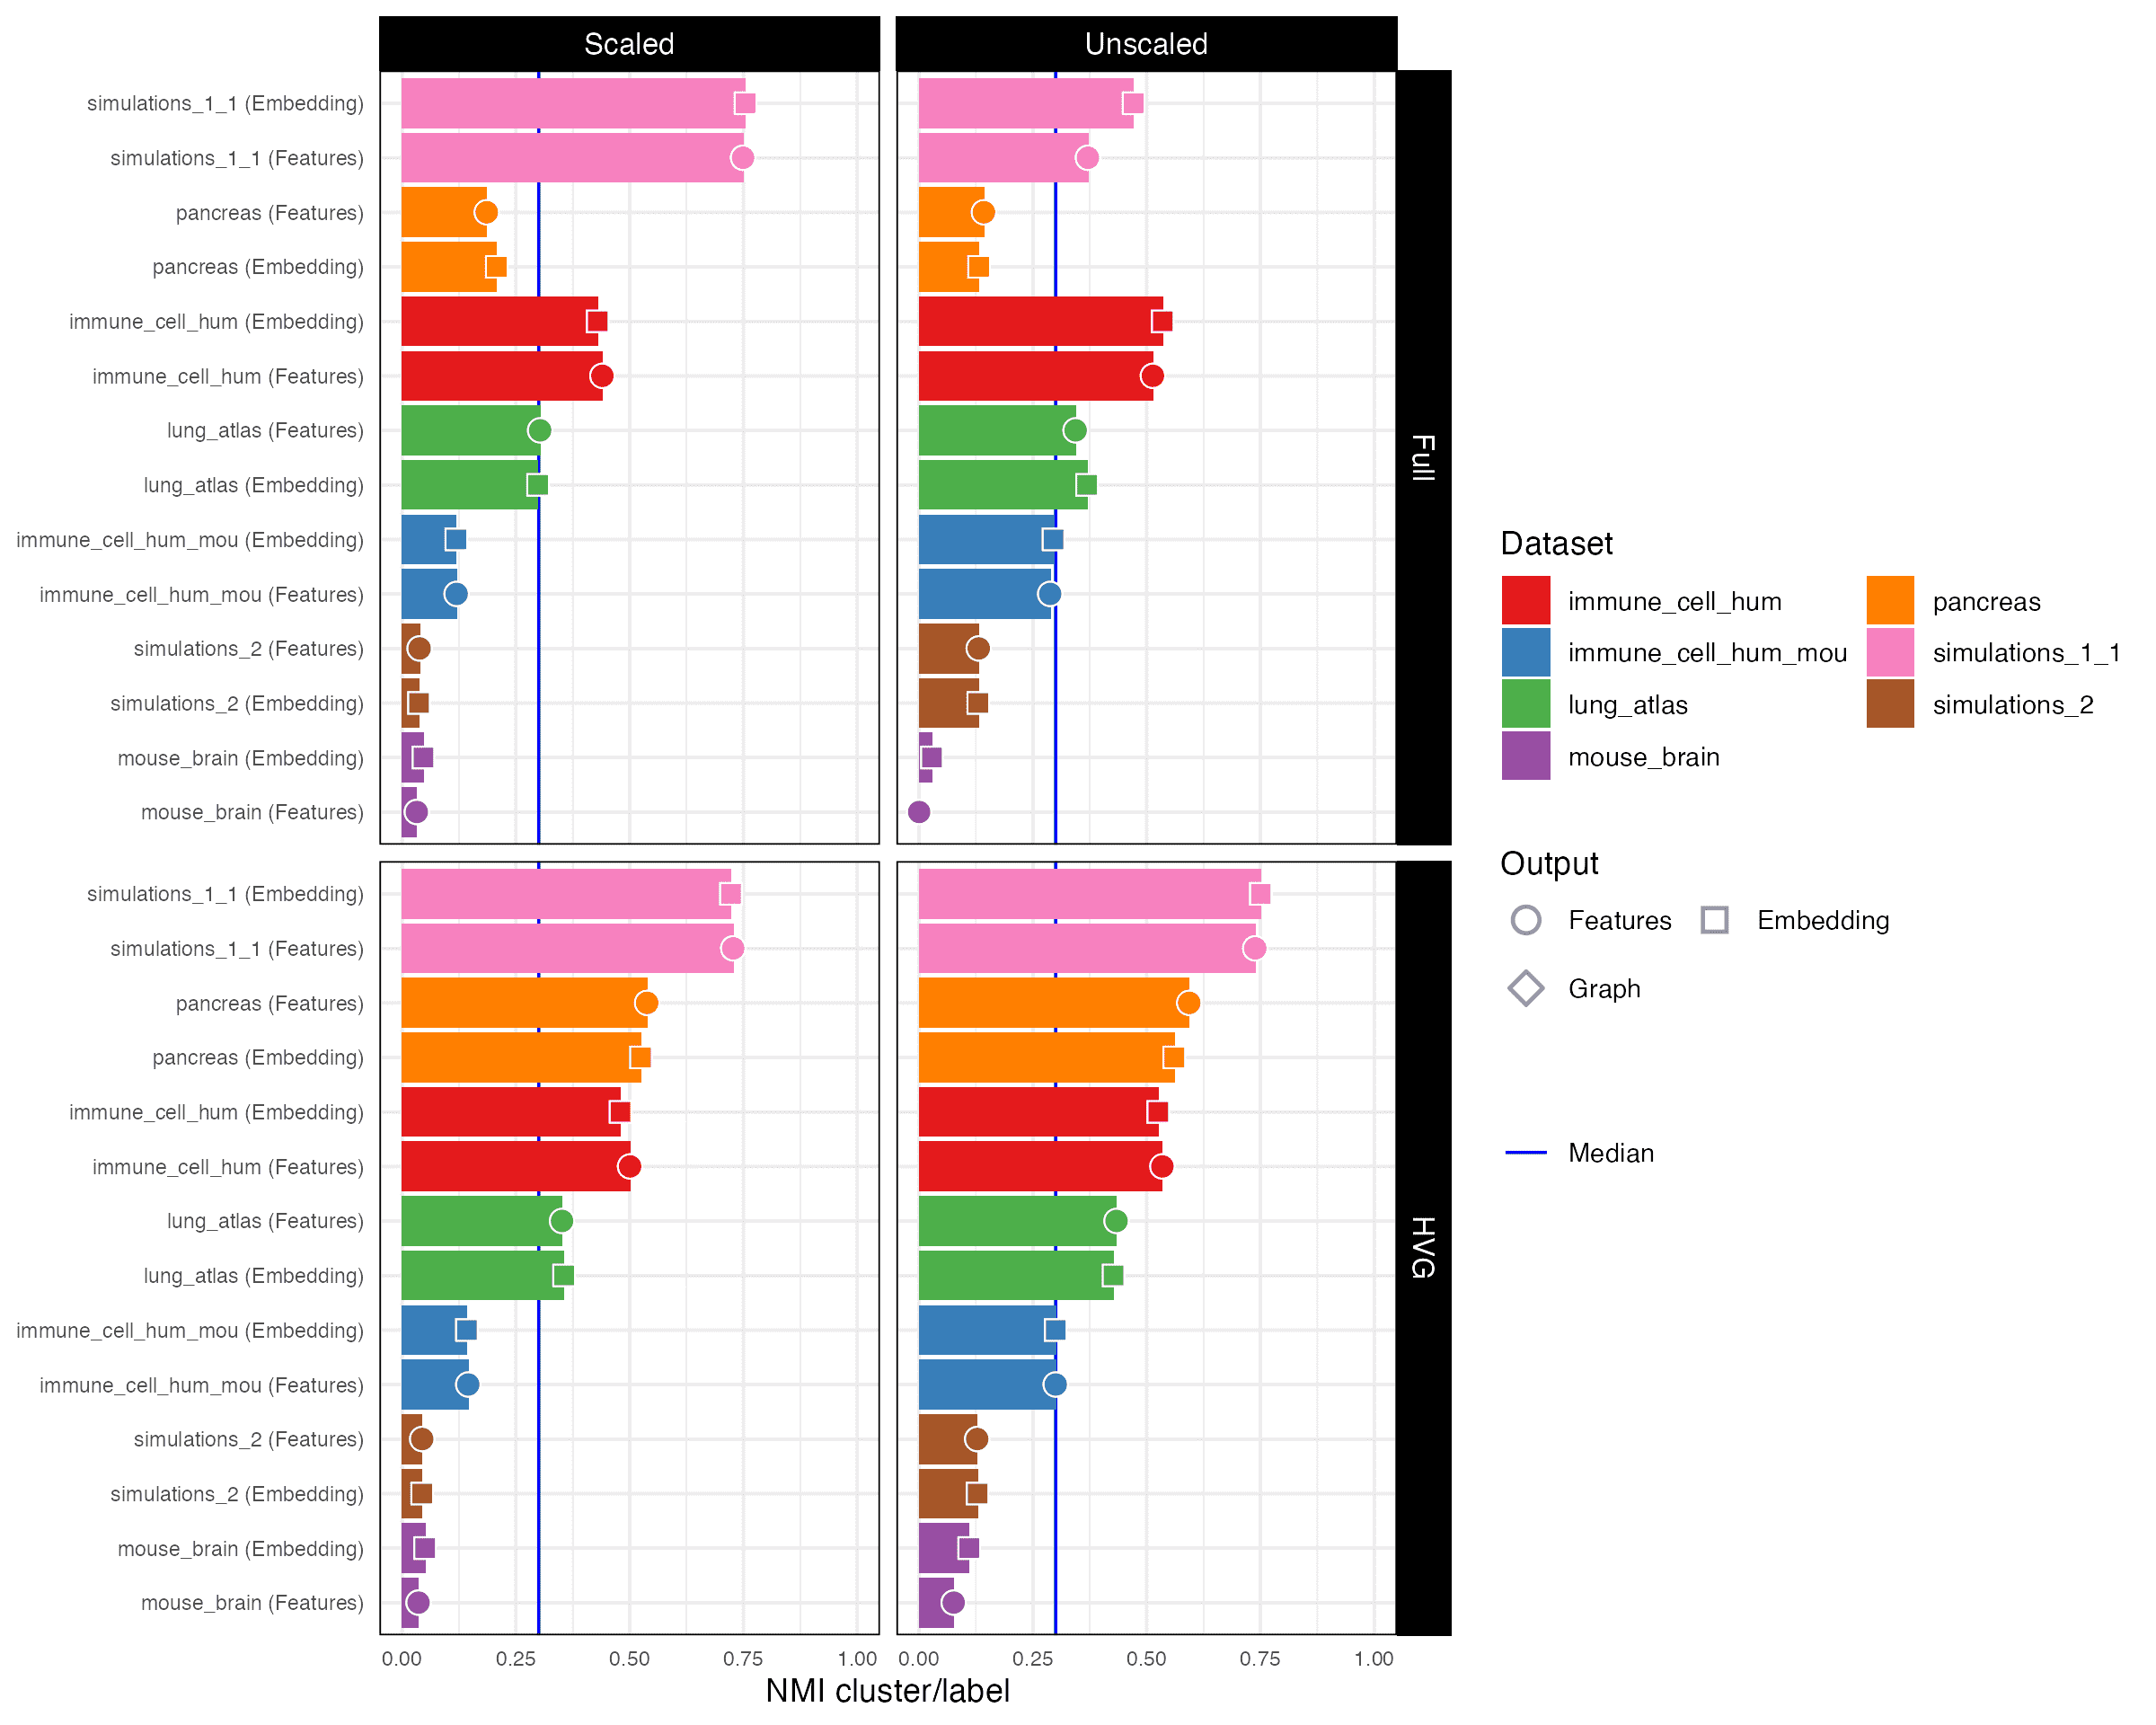 Scaled
Unscaled
simulations_1_1 (Embedding)
simulations_1_1 (Features)
pancreas (Features)
pancreas (Embedding)
immune_cell_hum (Embedding)
immune_cell_hum (Features)
lung_atlas (Features)
lung_atlas (Embedding)
immune_cell_hum_mou (Embedding)
immune_cell_hum_mou (Features)
simulations_2 (Features)
simulations_2 (Embedding)
mouse_brain (Embedding)
mouse_brain (Features)
Full
simulations_1_1 (Embedding)
simulations_1_1 (Features)
pancreas (Features)
pancreas (Embedding)
immune_cell_hum (Embedding)
immune_cell_hum (Features)
lung_atlas (Features)
lung_atlas (Embedding)
immune_cell_hum_mou (Embedding)
immune_cell_hum_mou (Features)
simulations_2 (Features)
simulations_2 (Embedding)
mouse_brain (Embedding)
mouse_brain (Features)
HVG
0.00 0.25 0.50 0.75 1.00
0.00 0.25 0.50 0.75 1.00
NMI cluster/label
Dataset
immune_cell_hum
immune_cell_hum_mou
lung_atlas
mouse_brain
pancreas
simulations_1_1
simulations_2
Output
Features
Embedding
Graph
Median